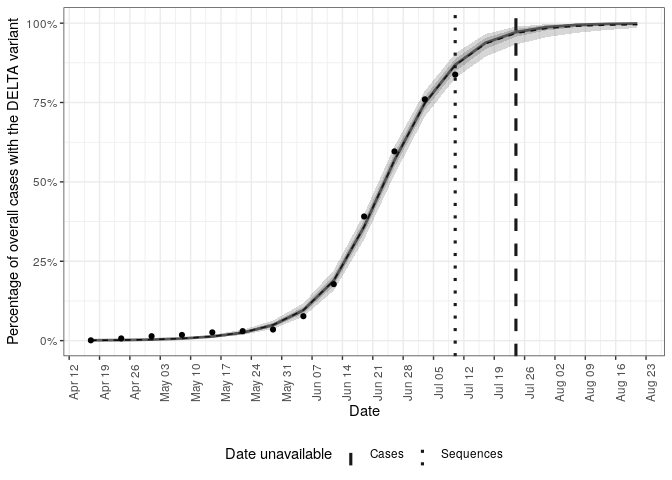 Percentage of overall cases with the DELTA variant
100%
75%
50%
25%
0%
Apr 12
Apr 19
Apr 26
May 03
May 10
May 17
May 24
May 31
Jun 07
Jun 14
Jun 21
Jun 28
Jul 05
Jul 12
Jul 19
Jul 26
Aug 02
Aug 09
Aug 16
Aug 23
Date
Date unavailable Cases Sequences